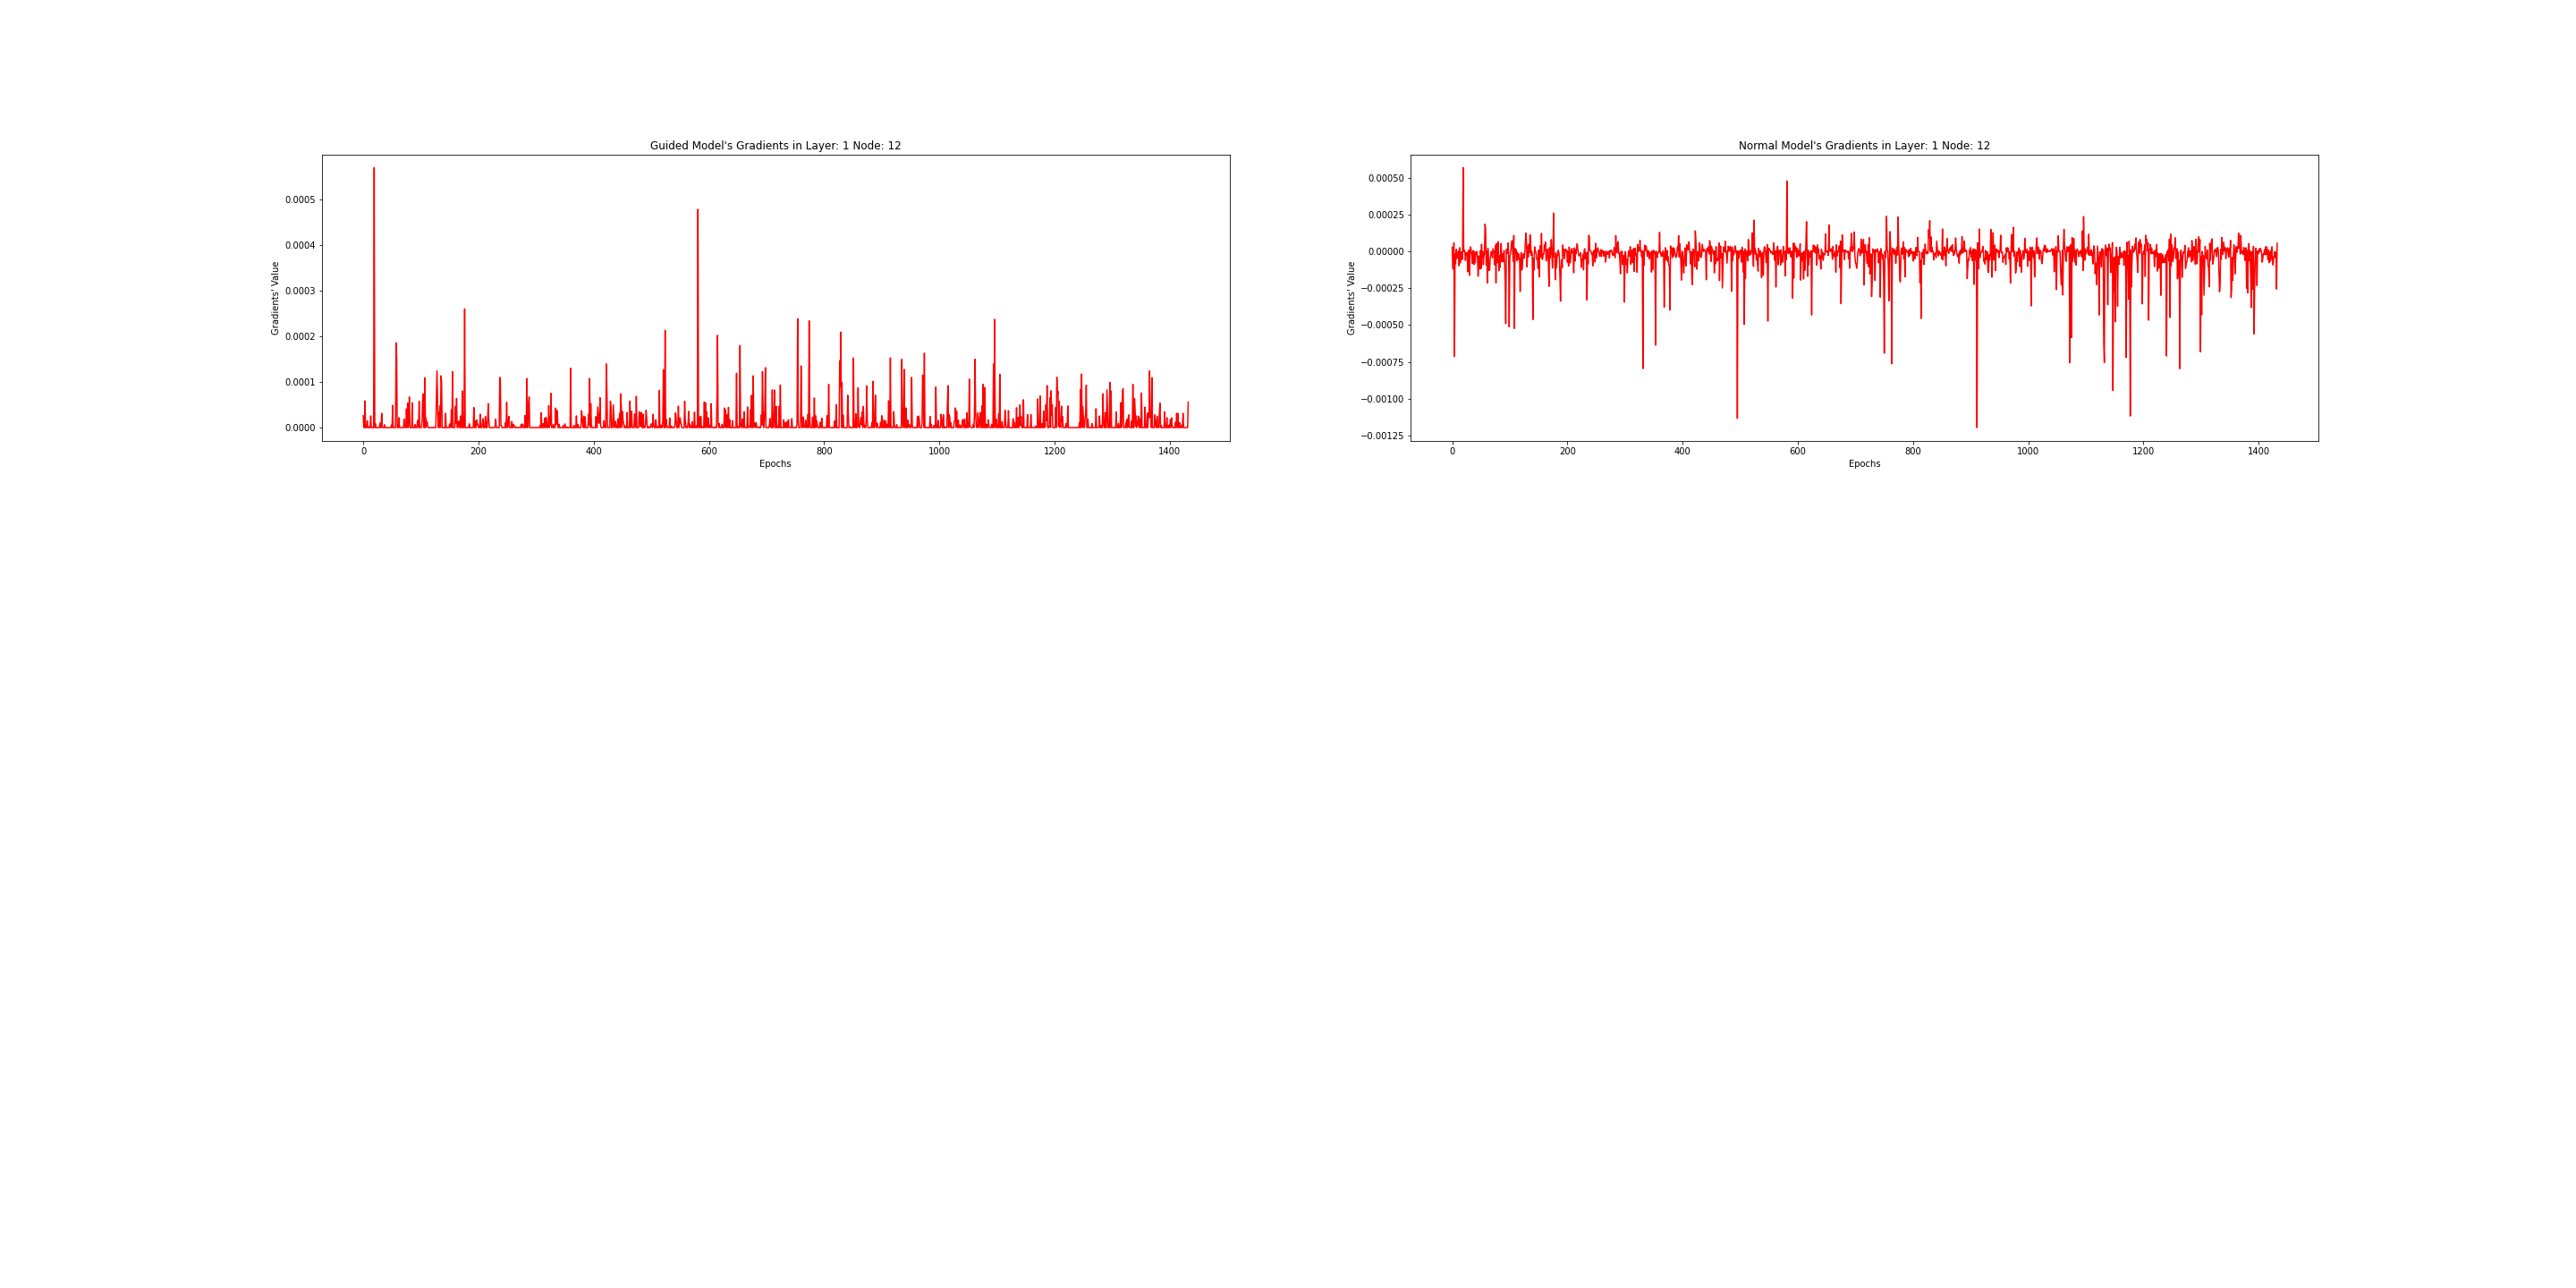 Guided Model's Gradients in Layer: 1 Node: 12
Gradients' Value
0.0005
0.0004
0.0003
0.0002
0.0001
0.0000
0 200 400 600 800 1000 1200 1400
Epochs
Normal Model's Gradients in Layer: 1 Node: 12
Gradients' Value
0.00050
0.00025
0.00000
−0.00025
−0.00050
−0.00075
−0.00100
−0.00125
0 200 400 600 800 1000 1200 1400
Epochs